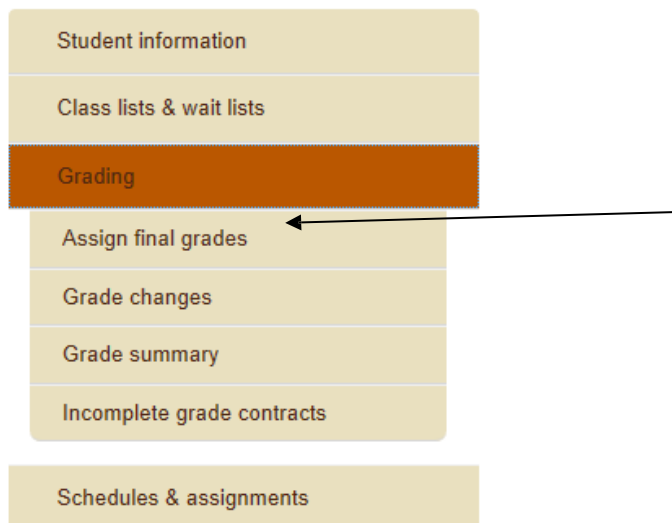 Student information
Class lists & wait lists
Grading
Assign final grades
Grade changes
Grade summary
Incomplete grade contracts
Schedules & assignments